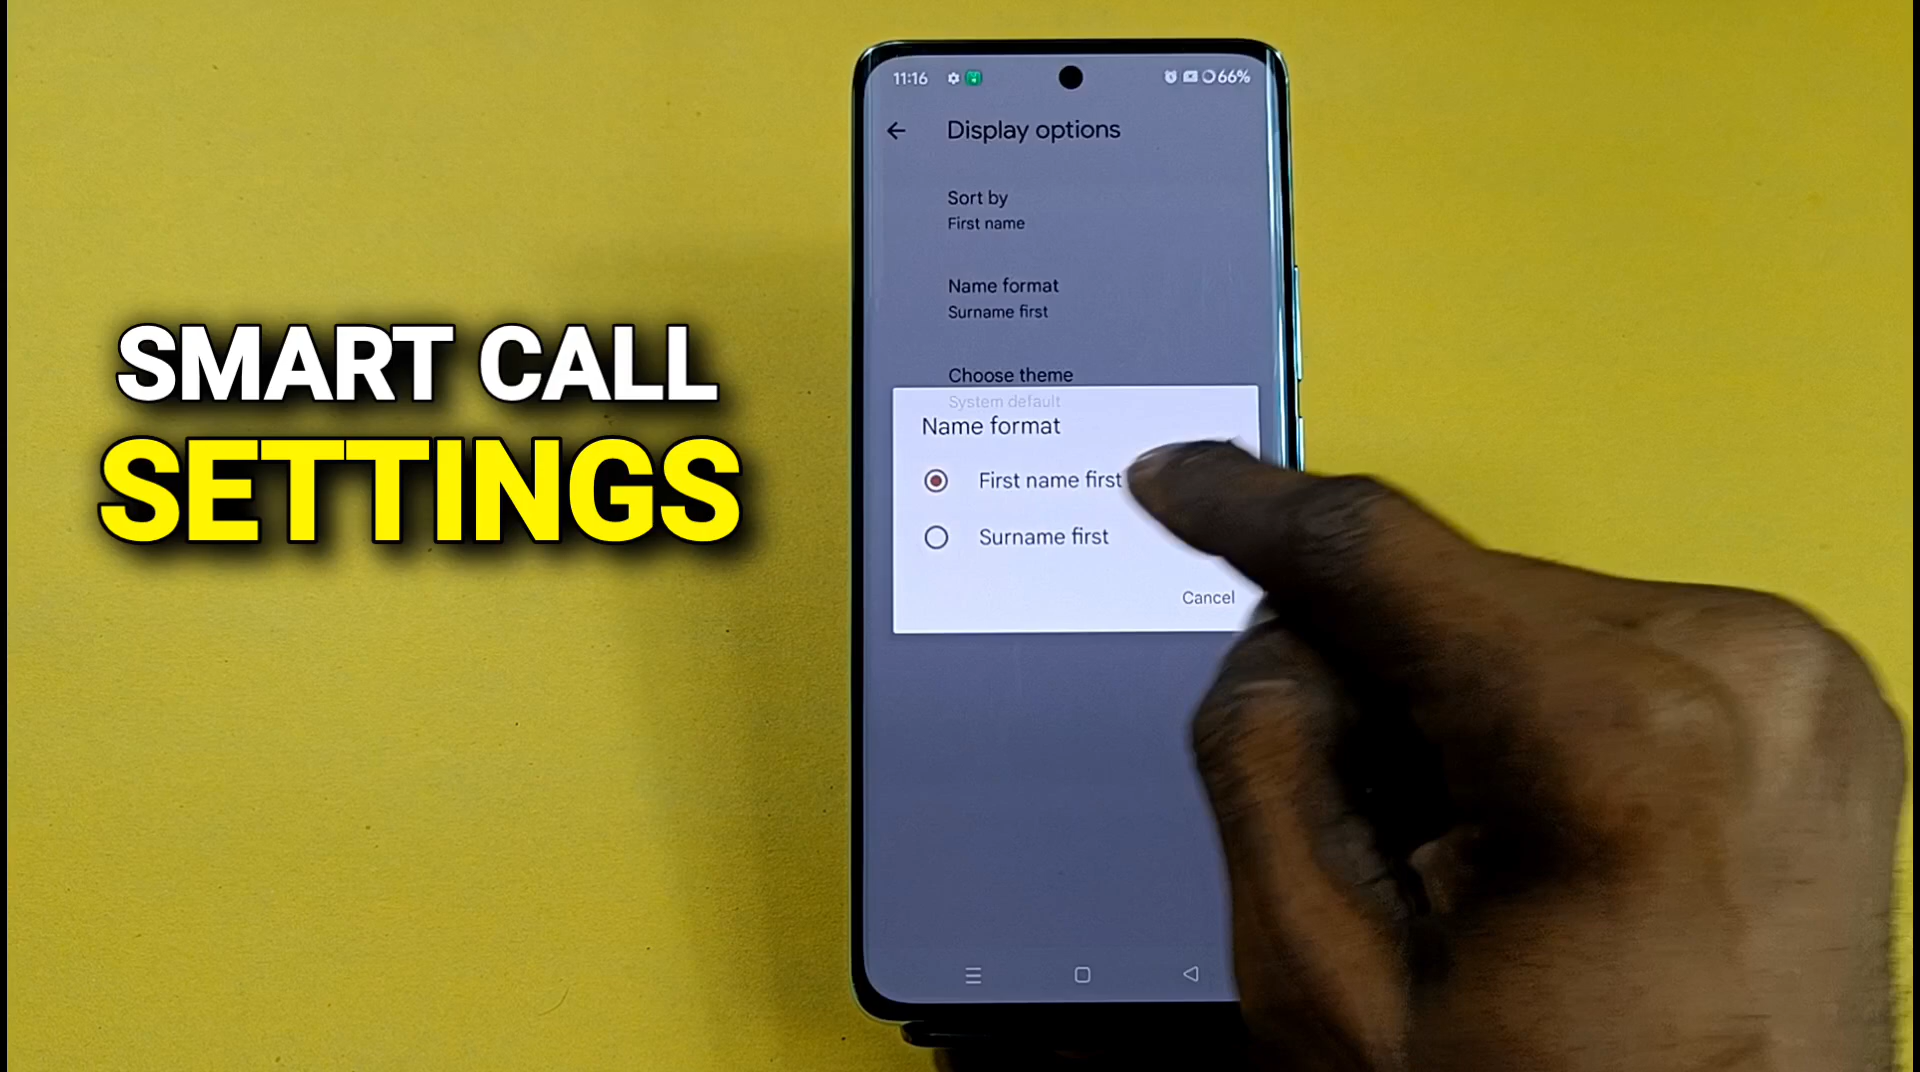 SMART CALL
SETTINGS
11:16
66%
Display options
Sort by
First name
Name format
Surname first
Choose theme
System default
Name format
First name first
Surname first
Cancel